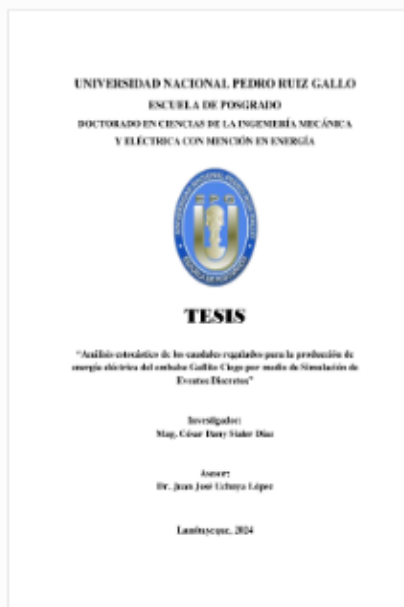 UNIVERSIDAD NACIONAL PEDRO RUIZ GALLO
ESCUELA DE POSGRADO
DOCTORADO EN CIENCIAS DE LA INGENIERÍA MECÁNICA
Y ELÉCTRICA CON MENCIÓN EN ENERGÍA
TESIS
“Análisis estocástico de los caudales regulados para la producción de
energía eléctrica del embalse Gallito Ciego por medio de Simulación de
Eventos Discretos”
Investigador:
Mag. César Dany Sialer Díaz
Asesor:
Dr. Juan José Uchuya López
Lambayeque, 2024